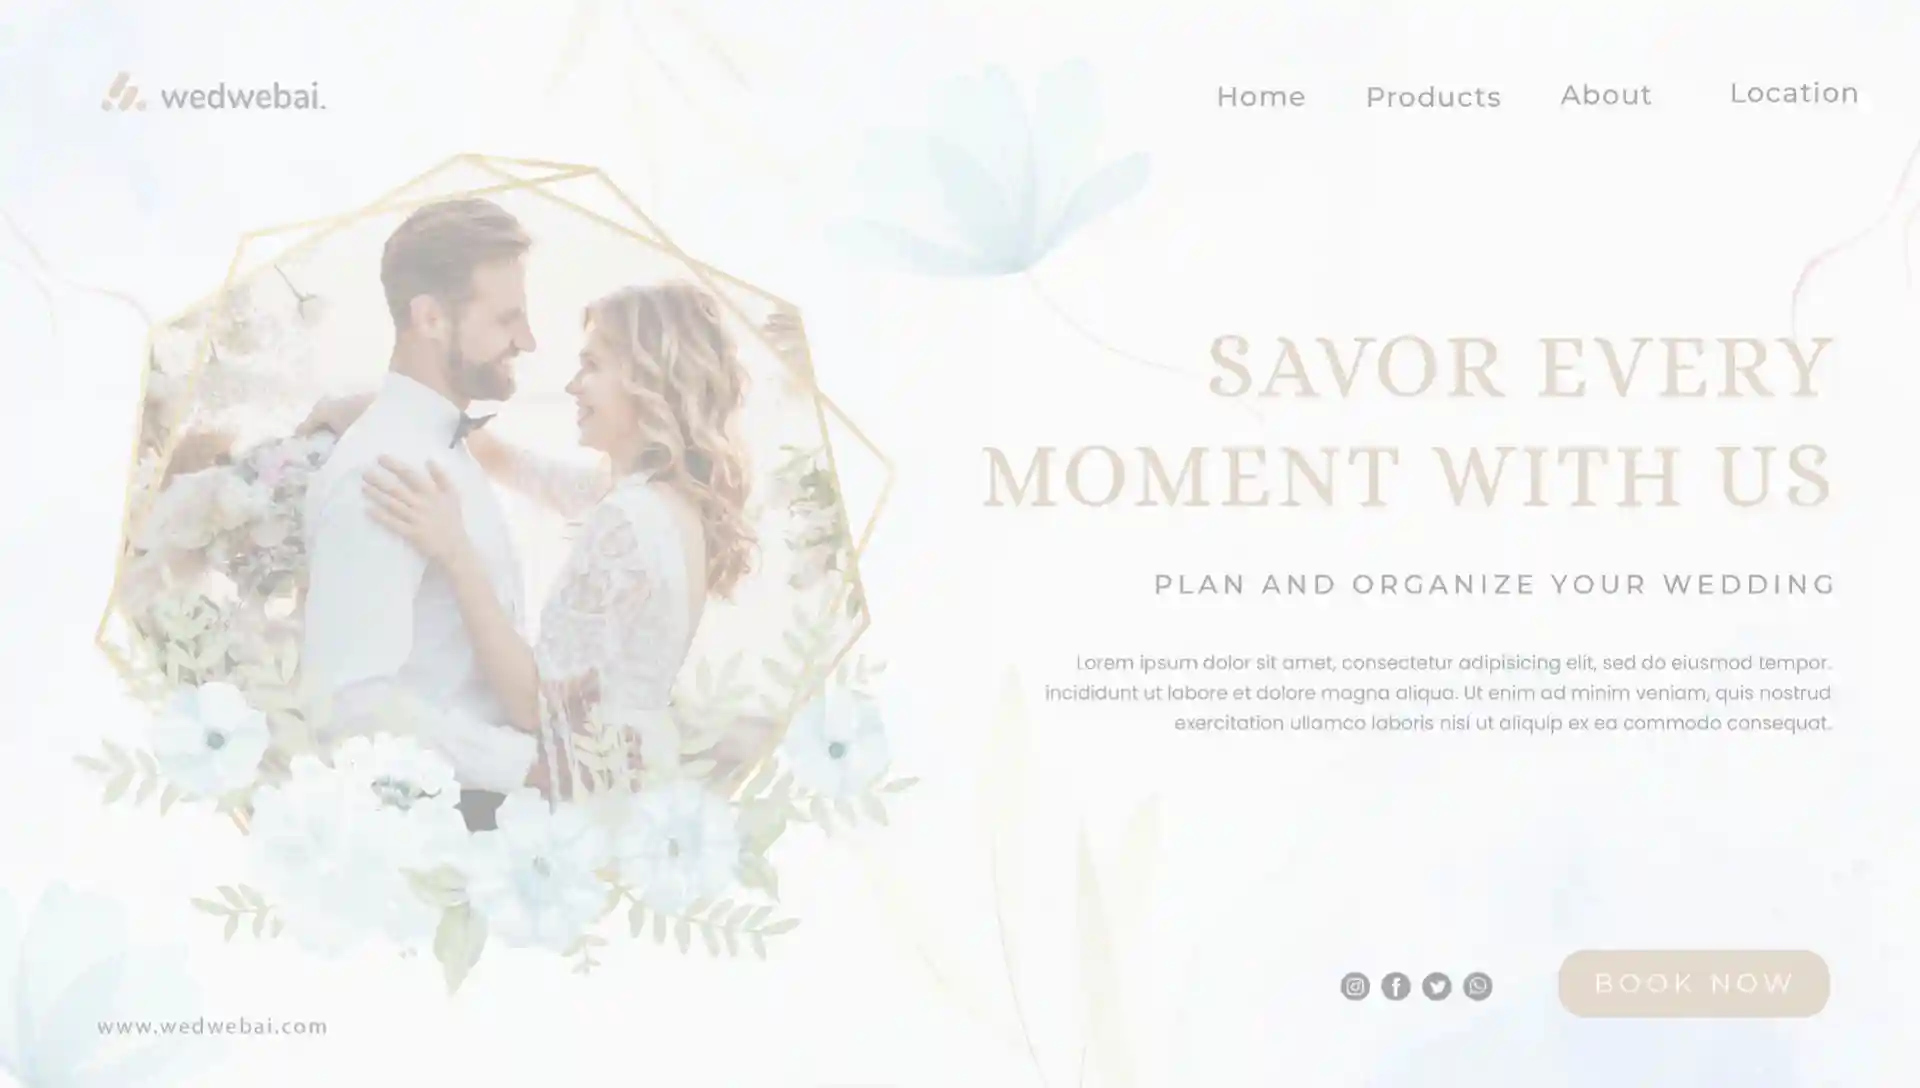 wedwebai.
Home Products About Location
SAVOR EVERY
MOMENT WITH US
PLAN AND ORGANIZE YOUR WEDDING
Lorem ipsum dolor sit amet, consectetur adipisicing elit, sed do eiusmod tempor.
incididunt ut labore et dolore magna aliqua. Ut enim ad minim veniam, quis nostrud
exercitation ullamco laboris nisi ut aliquip ex ea commodo consequat.
BOOK NOW
www.wedwebai.com